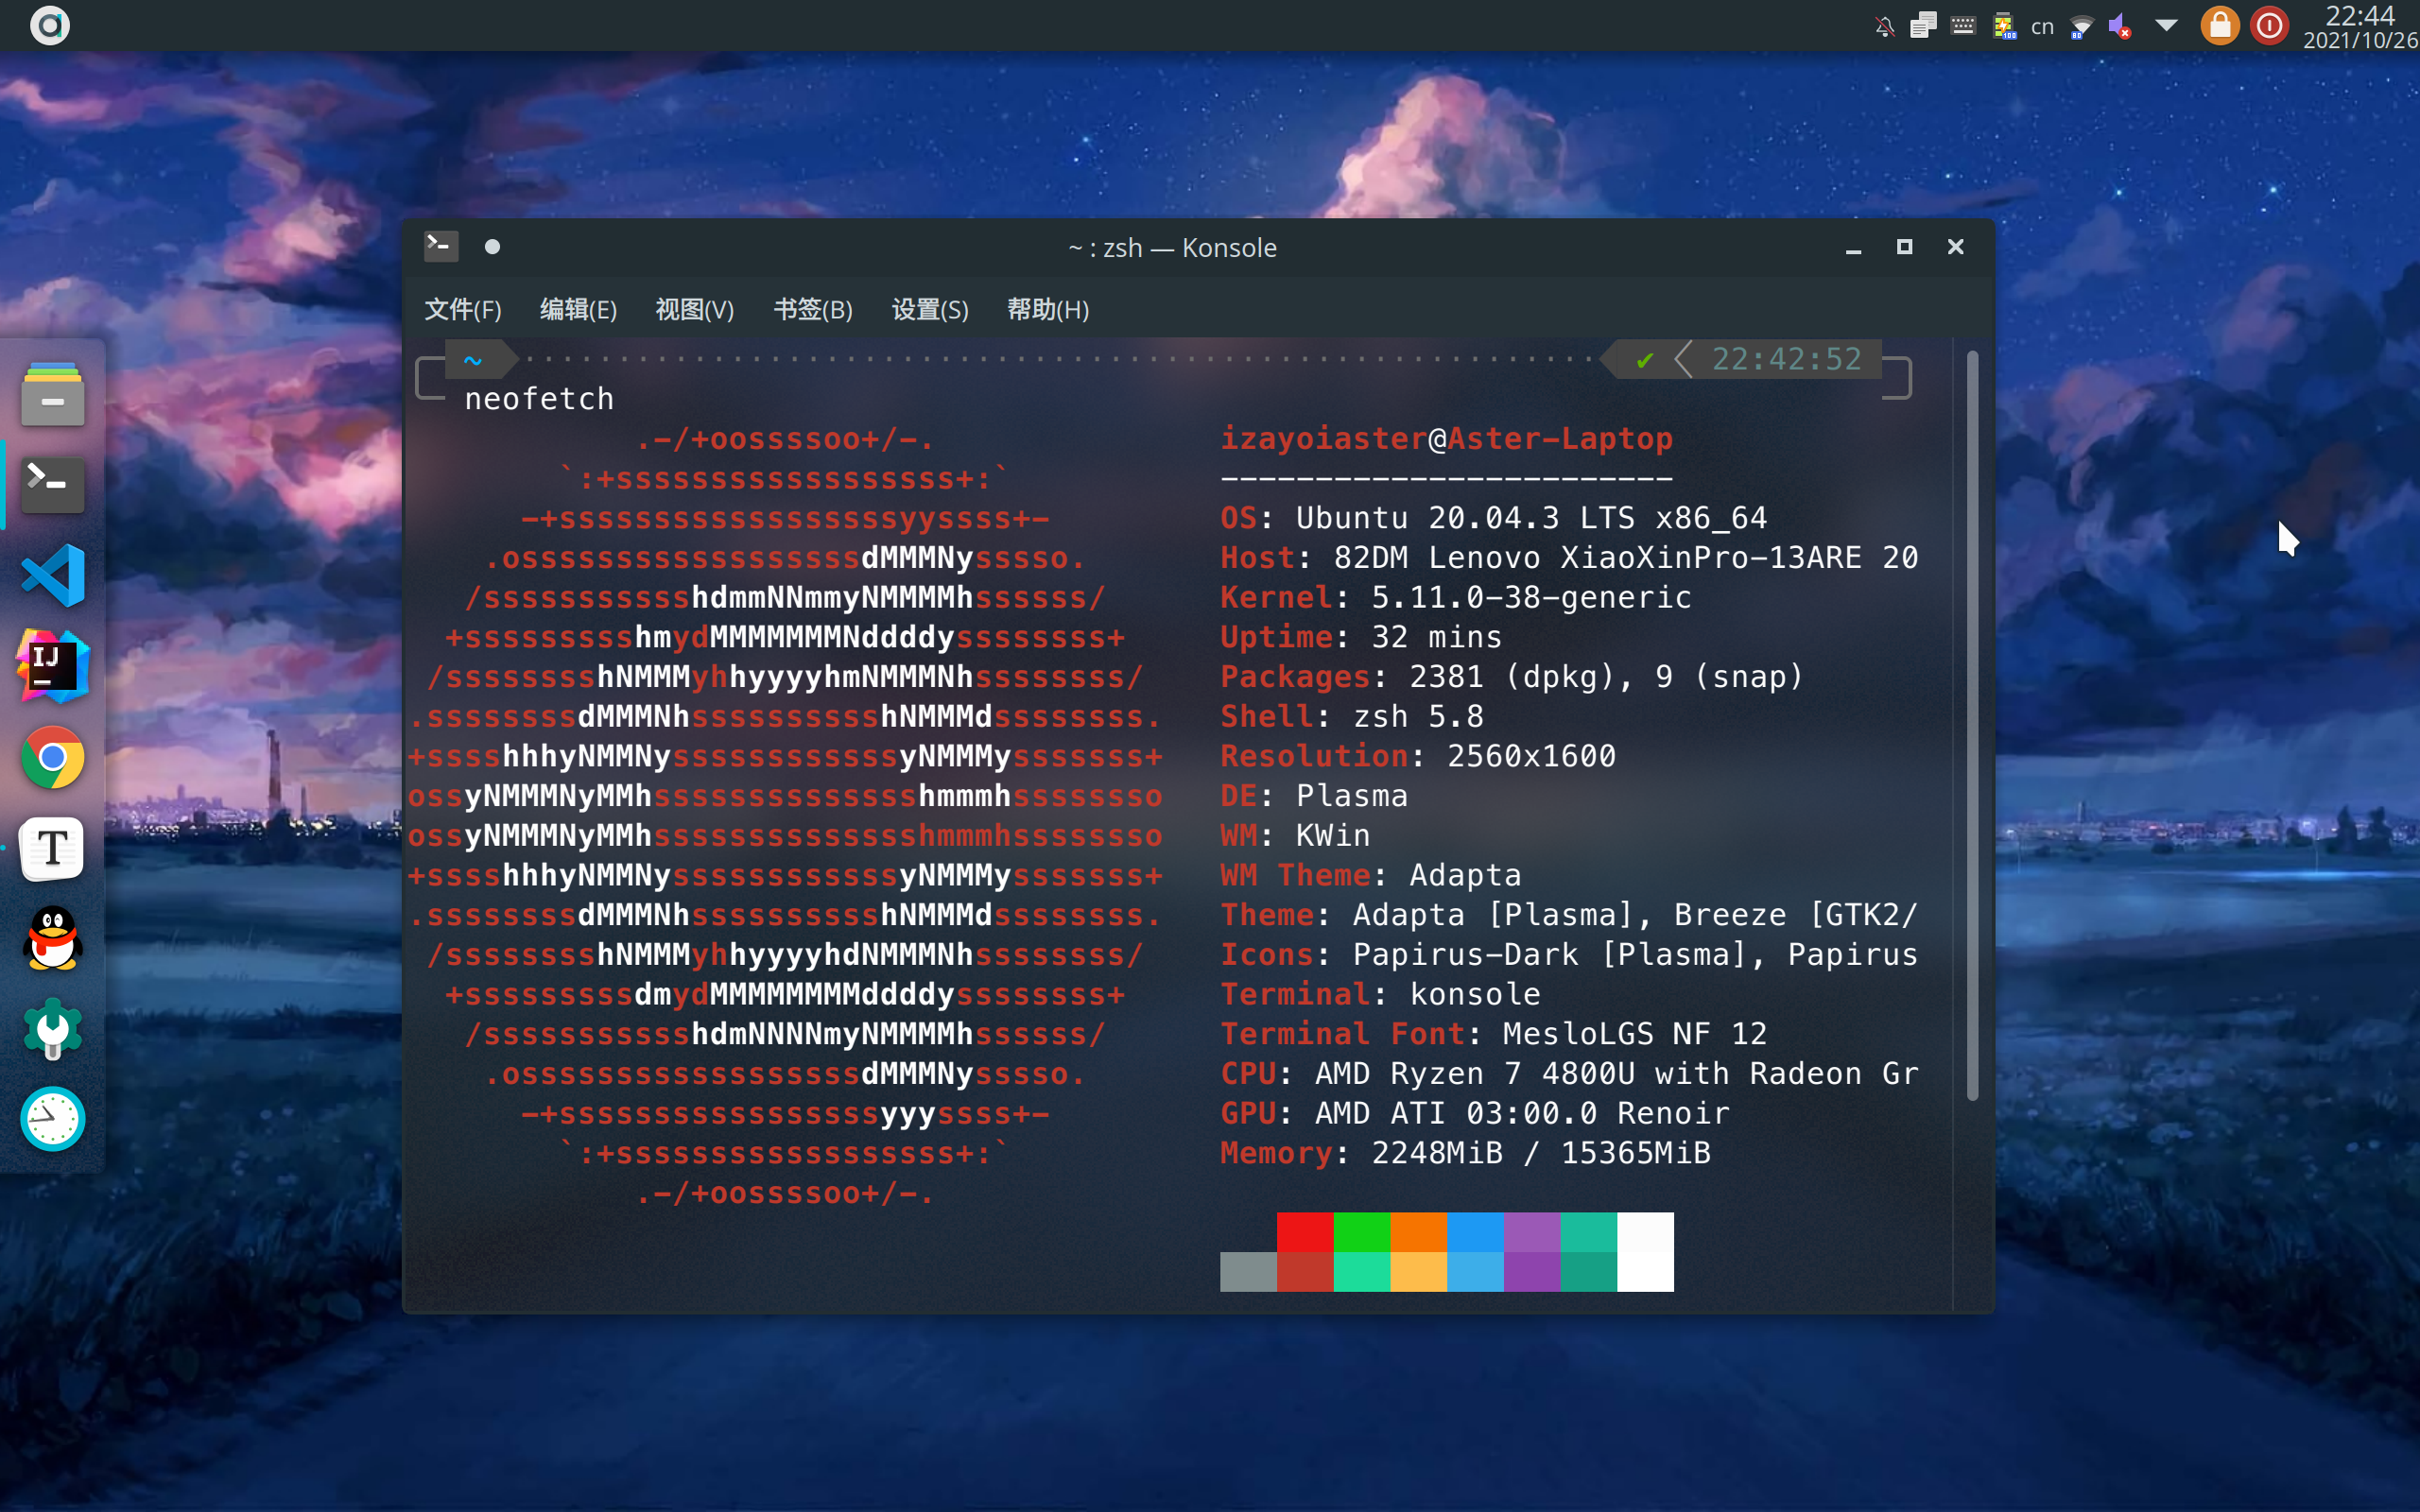 cn
22:44
2021/10/26
~ : zsh — Konsole
文件(F) 编辑(E) 视图(V) 书签(B) 设置(S) 帮助(H)
~ ✔ 22:42:52
neofetch
.-/+oossssoo+/-. izayoiaster@Aster-Laptop
`:+ssssssssssssssssss+:` ------------------------
-+ssssssssssssssssssyyssss+- OS: Ubuntu 20.04.3 LTS x86_64
.ossssssssssssssssssdMMMNysssso. Host: 82DM Lenovo XiaoXinPro-13ARE 20
/ssssssssssshdmmNNmmyNMMMMhssssss/ Kernel: 5.11.0-38-generic
+ssssssssshmydMMMMMMMNddddyssssssss+ Uptime: 32 mins
/sssssssshNMMMyhhyyyyhmNMMMNhssssssss/ Packages: 2381 (dpkg), 9 (snap)
.ssssssssdMMMNhsssssssssshNMMMdssssssss. Shell: zsh 5.8
+sssshhhyNMMNyssssssssssssyNMMMysssssss+ Resolution: 2560x1600
ossyNMMMNyMMhsssssssssssssshmmmhssssssso DE: Plasma
ossyNMMMNyMMhsssssssssssssshmmmhssssssso WM: KWin
+sssshhhyNMMNyssssssssssssyNMMMysssssss+ WM Theme: Adapta
.ssssssssdMMMNhsssssssssshNMMMdssssssss. Theme: Adapta [Plasma], Breeze [GTK2/
/sssssssshNMMMyhhyyyyhdNMMMNhssssssss/ Icons: Papirus-Dark [Plasma], Papirus
+sssssssssdmydMMMMMMMMddddyssssssss+ Terminal: konsole
/ssssssssssshdmNNNNmyNMMMMhssssss/ Terminal Font: MesloLGS NF 12
.ossssssssssssssssssdMMMNysssso. CPU: AMD Ryzen 7 4800U with Radeon Gr
-+sssssssssssssssssyyyssss+- GPU: AMD ATI 03:00.0 Renoir
`:+ssssssssssssssssss+:` Memory: 2248MiB / 15365MiB
.-/+oossssoo+/-.
IJ
T